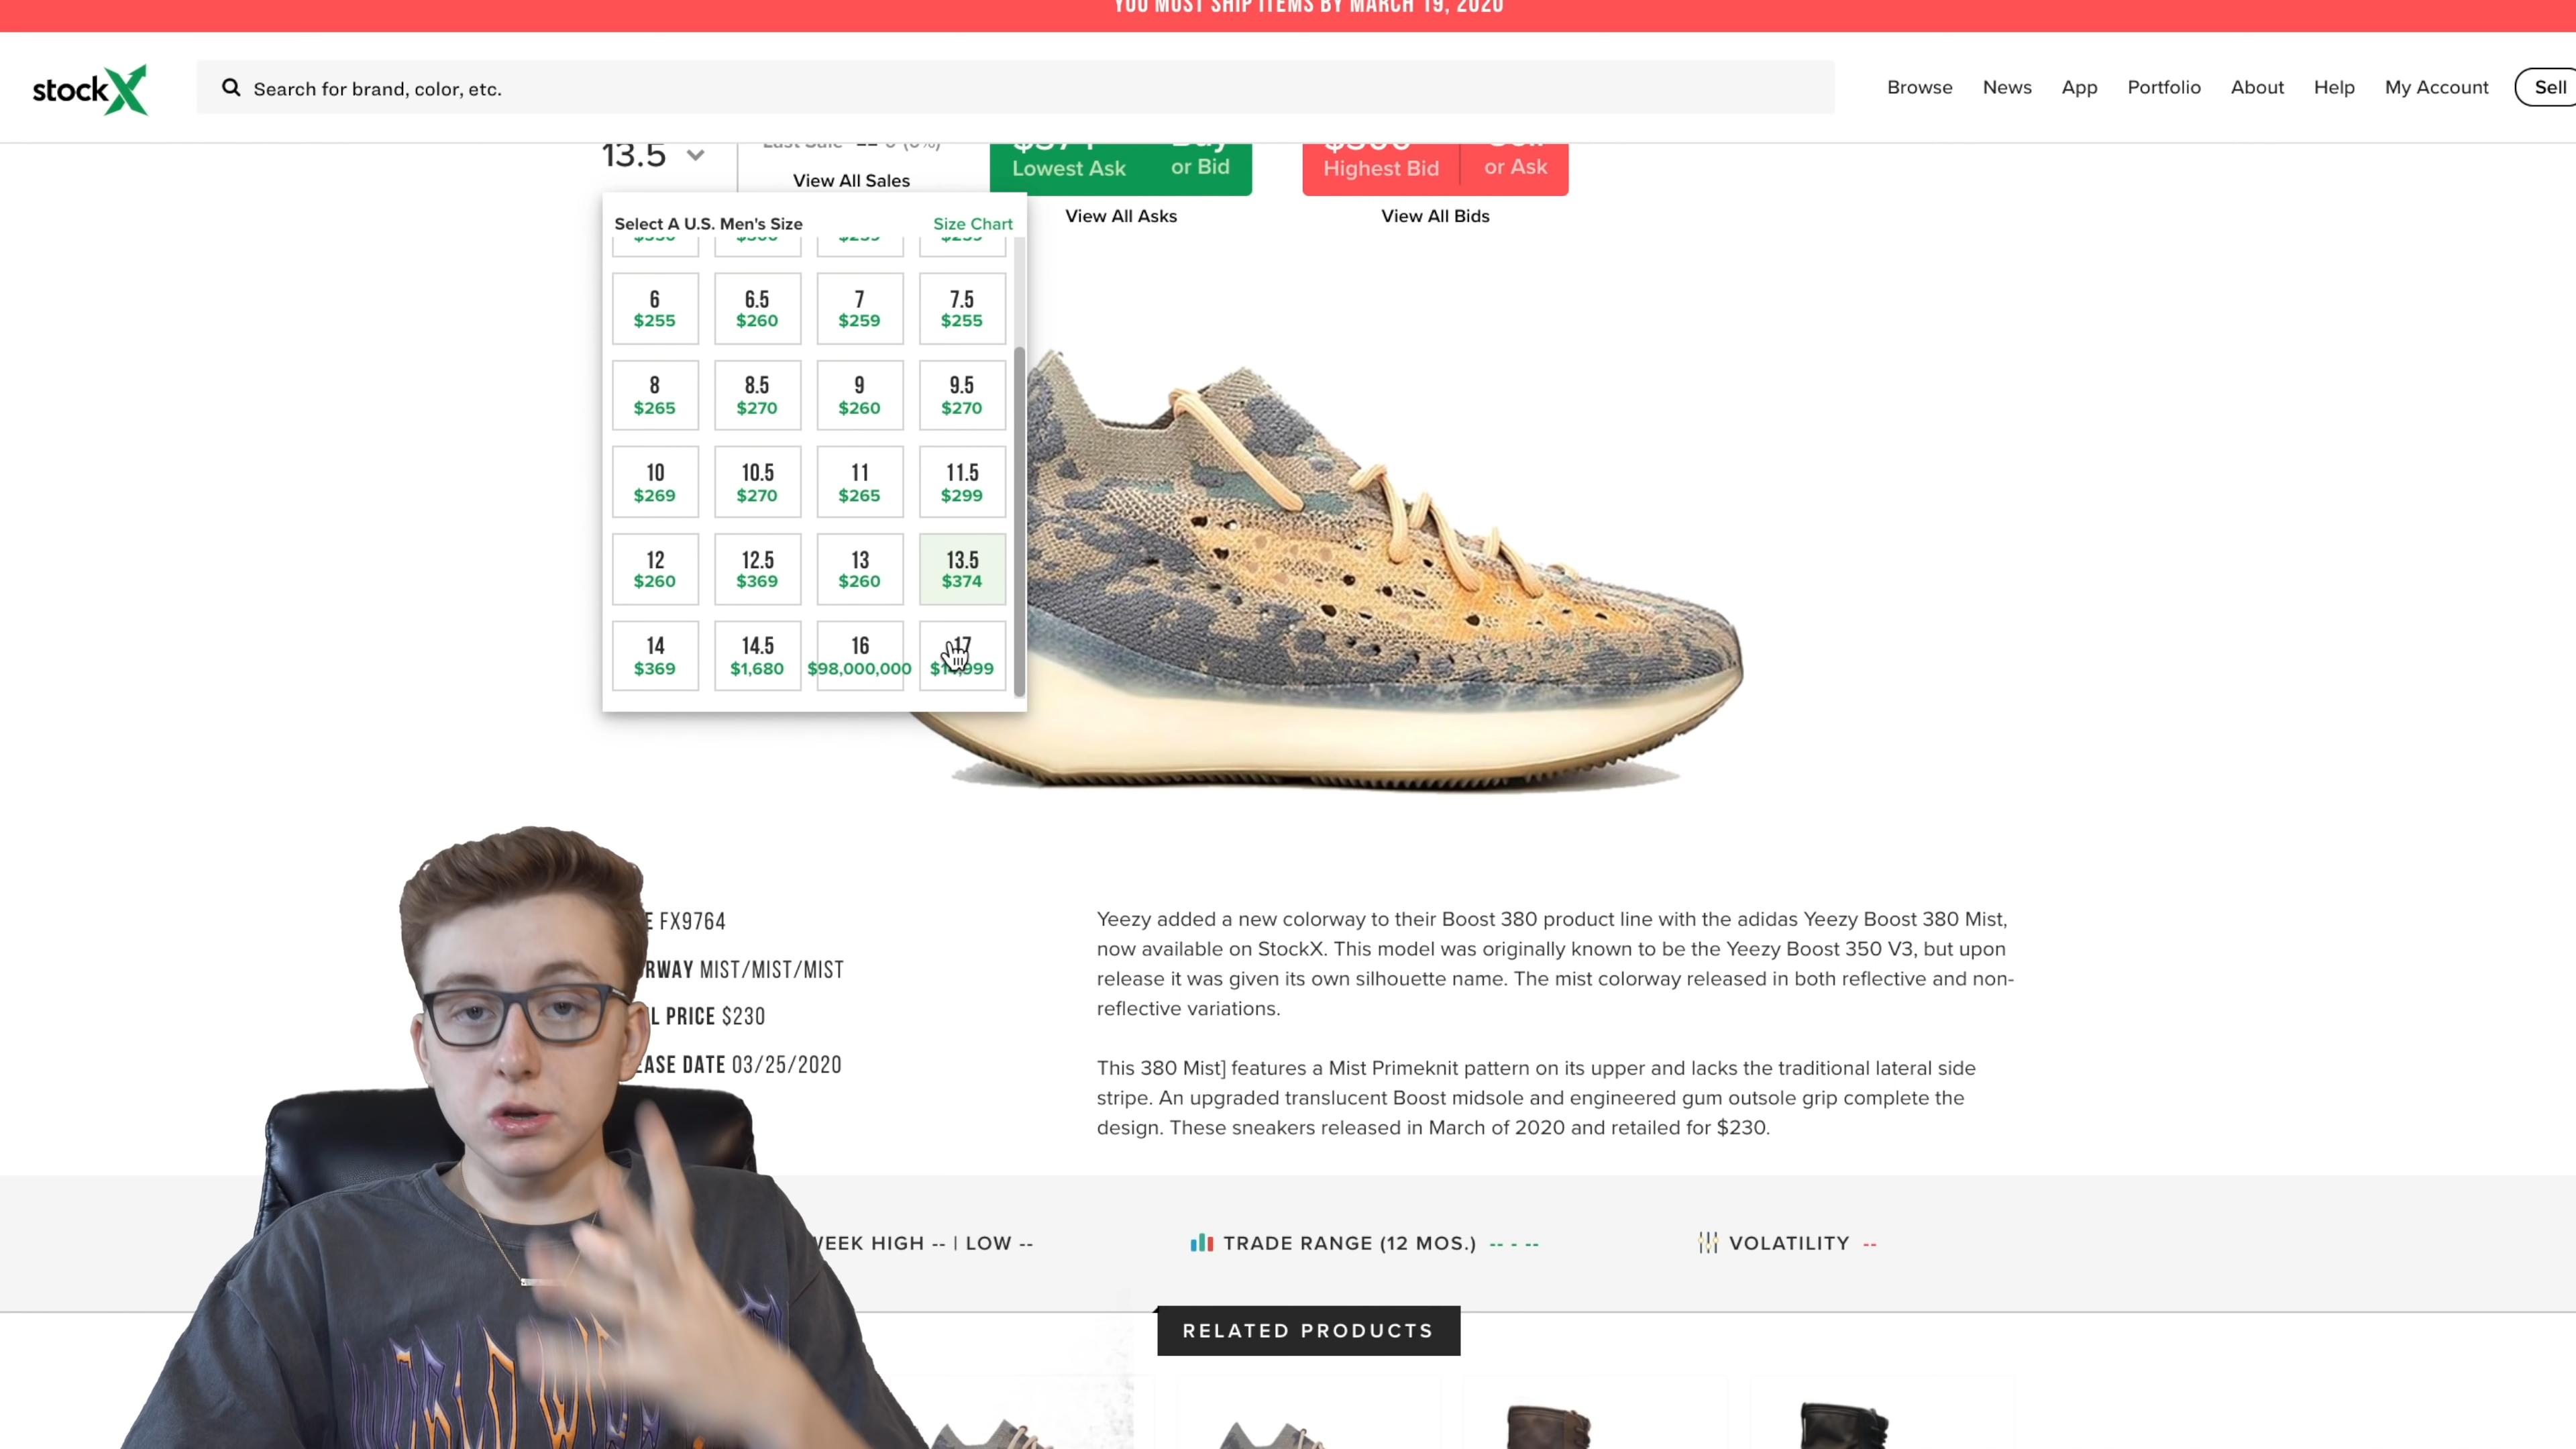 YOU MUST SHIP ITEMS BY MARCH 19, 2020
stockX
Search for brand, color, etc.
Browse News App Portfolio About Help My Account Sell
13.5
Last Sale
View All Sales
Lowest Ask
Buy
or Bid
View All Asks
Highest Bid
Sell
or Ask
View All Bids
Select A U.S. Men's Size Size Chart
6 6.5 7 7.5
$255 $260 $259 $255
8 8.5 9 9.5
$265 $270 $260 $270
10 10.5 11 11.5
$269 $270 $265 $299
12 12.5 13 13.5
$260 $369 $260 $374
14 14.5 16 17
$369 $1,680 $98,000,000
E FX9764
RWAY MIST/MIST/MIST
L PRICE $230
EASE DATE 03/25/2020
Yeezy added a new colorway to their Boost 380 product line with the adidas Yeezy Boost 380 Mist,
now available on StockX. This model was originally known to be the Yeezy Boost 350 V3, but upon
release it was given its own silhouette name. The mist colorway released in both reflective and non-
reflective variations.
This 380 Mist] features a Mist Primeknit pattern on its upper and lacks the traditional lateral side
stripe. An upgraded translucent Boost midsole and engineered gum outsole grip complete the
design. These sneakers released in March of 2020 and retailed for $230.
WEEK HIGH -- | LOW --
TRADE RANGE (12 MOS.) -- - --
VOLATILITY --
RELATED PRODUCTS